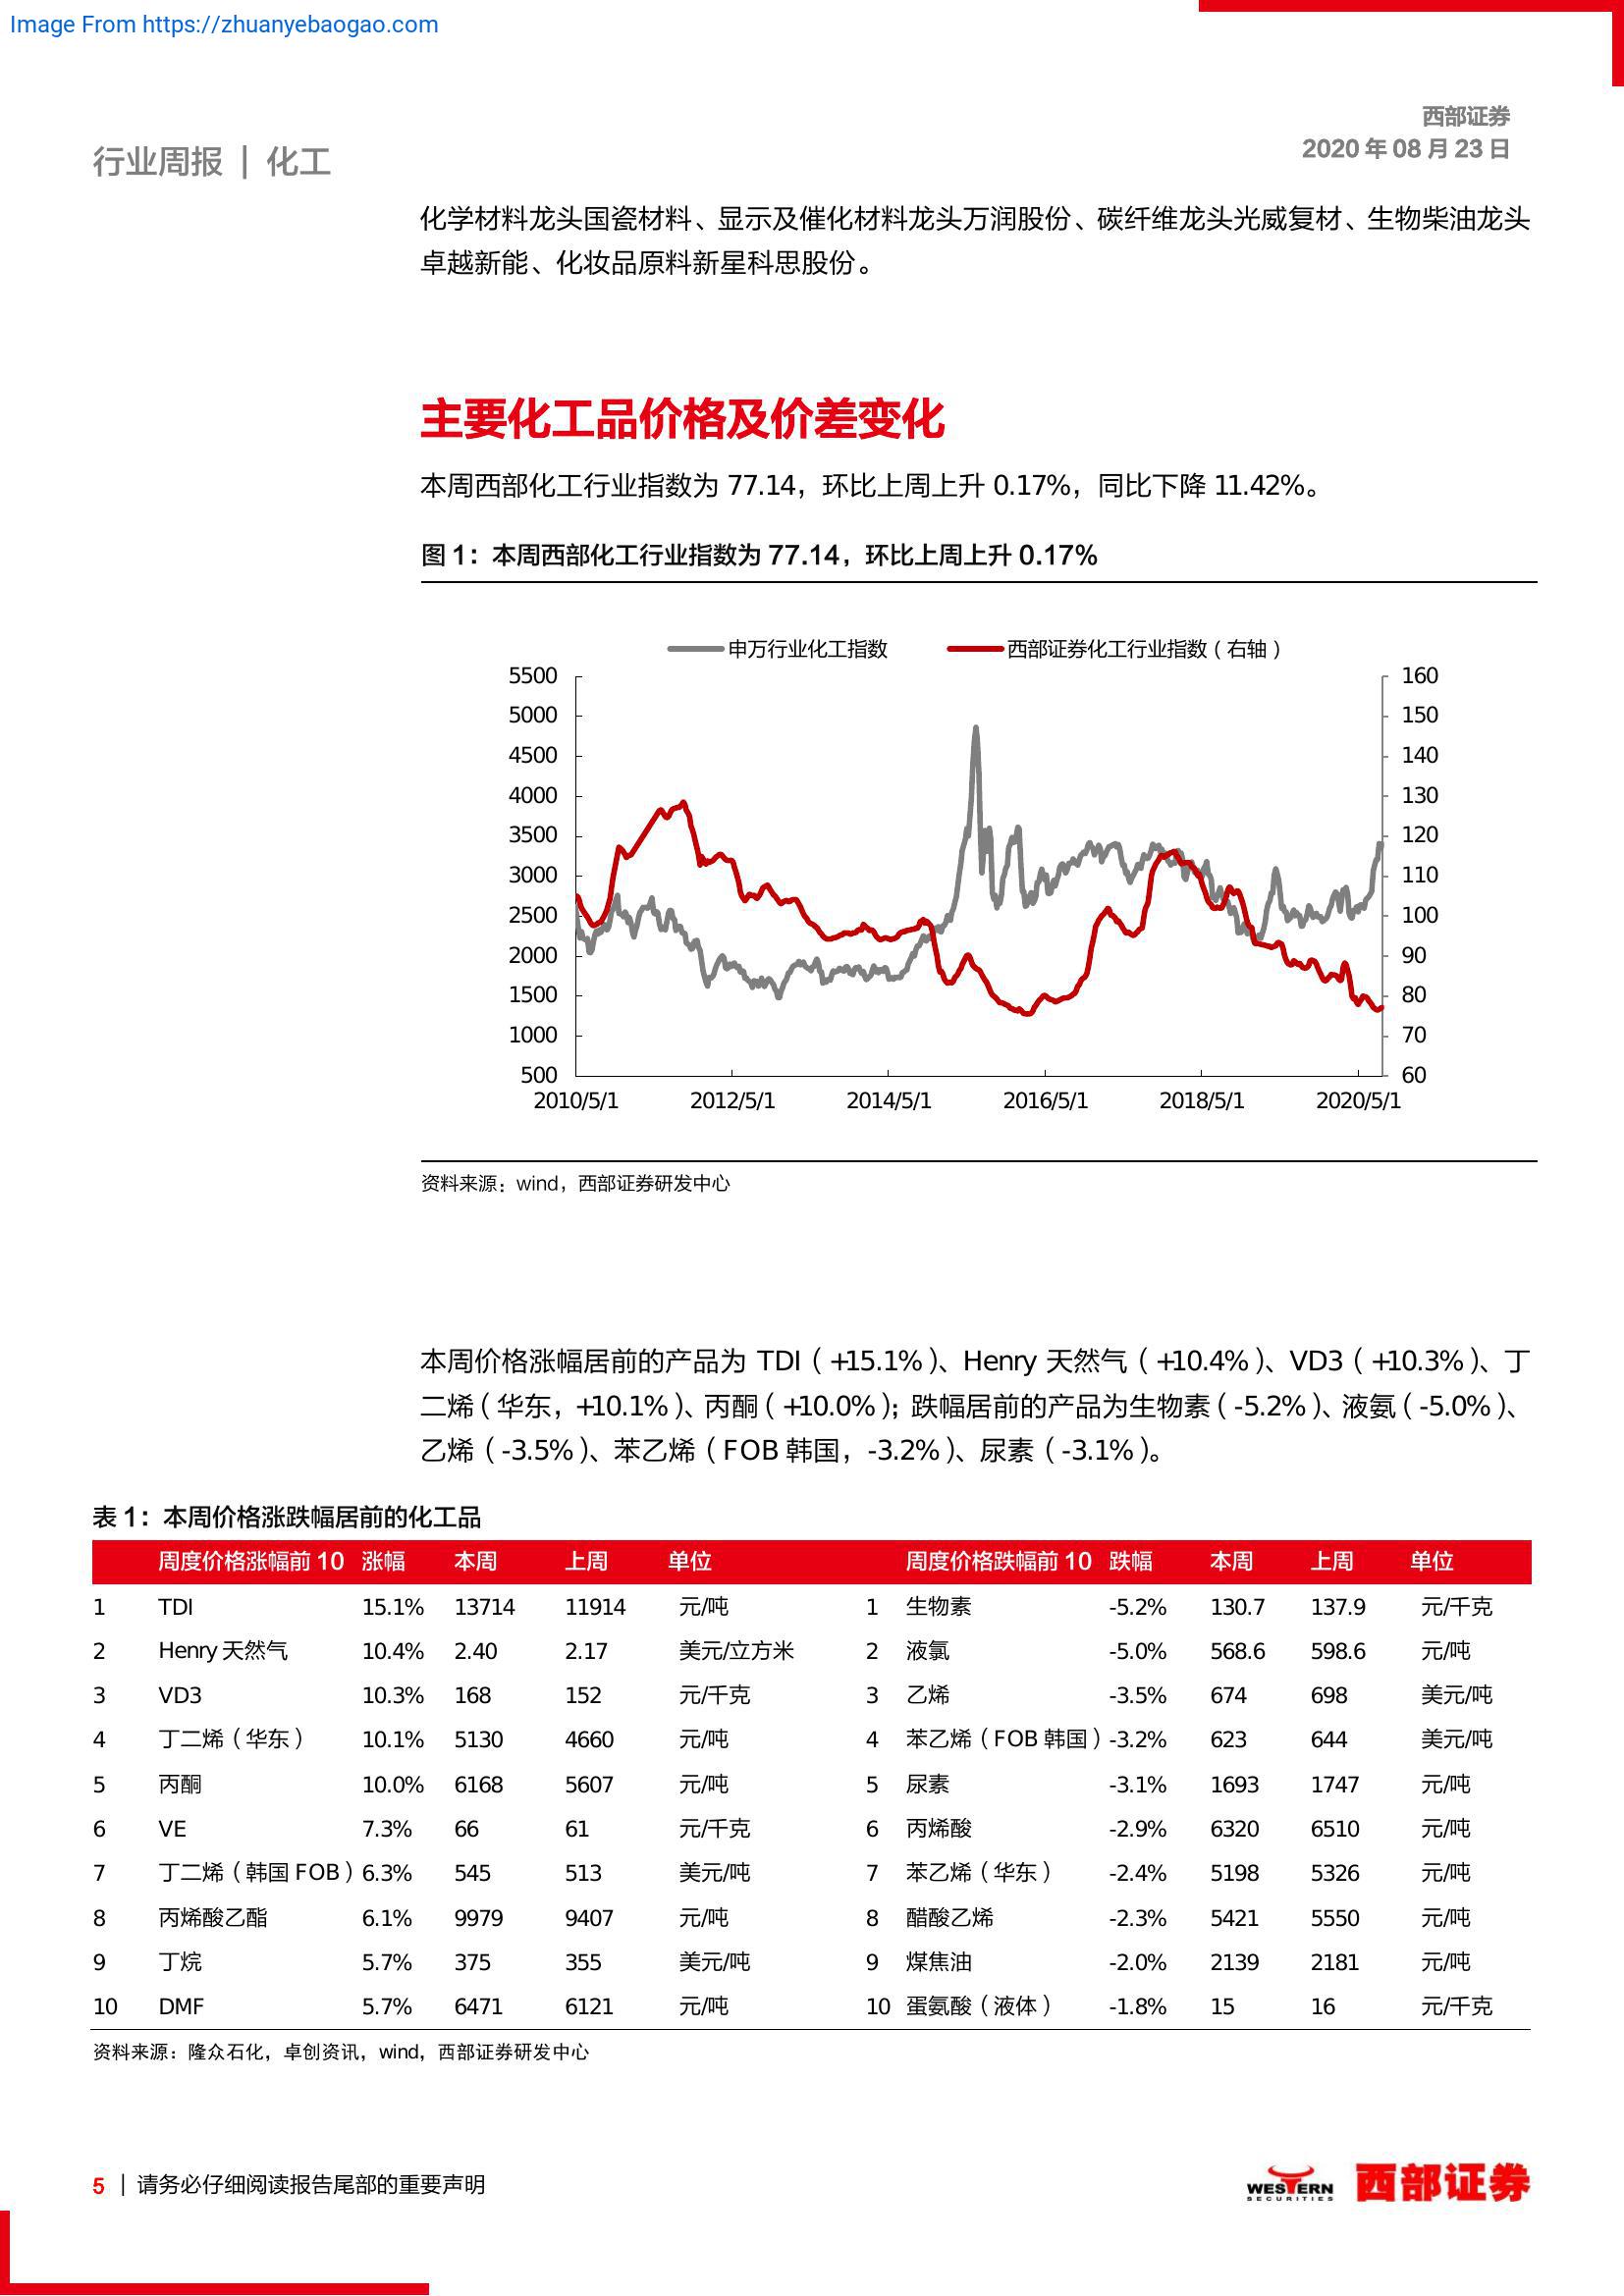 Image From https://zhuanyebaogao.com
西部证券
2020 年 08 月 23 日
行业周报 | 化工
化学材料龙头国瓷材料、显示及催化材料龙头万润股份、碳纤维龙头光威复材、生物柴油龙头
卓越新能、化妆品原料新星科思股份。
主要化工品价格及价差变化
本周西部化工行业指数为 77.14，环比上周上升 0.17%，同比下降 11.42%。
图 1：本周西部化工行业指数为 77.14，环比上周上升 0.17%
申万行业化工指数 西部证券化工行业指数（右轴）
5500 160
5000 150
4500 140
4000 130
3500 120
3000 110
2500 100
2000 90
1500 80
1000 70
500 60
2010/5/1 2012/5/1 2014/5/1 2016/5/1 2018/5/1 2020/5/1
资料来源：wind，西部证券研发中心
本周价格涨幅居前的产品为 TDI（+15.1%）、Henry 天然气（+10.4%）、VD3（+10.3%）、丁
二烯（华东，+10.1%）、丙酮（+10.0%）；跌幅居前的产品为生物素（-5.2%）、液氨（-5.0%）、
乙烯（-3.5%）、苯乙烯（FOB 韩国，-3.2%）、尿素（-3.1%）。
表 1：本周价格涨跌幅居前的化工品
周度价格涨幅前 10 涨幅 本周 上周 单位 周度价格跌幅前 10 跌幅 本周 上周 单位
1 TDI 15.1% 13714 11914 元/吨 1 生物素 -5.2% 130.7 137.9 元/千克
2 Henry 天然气 10.4% 2.40 2.17 美元/立方米 2 液氯 -5.0% 568.6 598.6 元/吨
3 VD3 10.3% 168 152 元/千克 3 乙烯 -3.5% 674 698 美元/吨
4 丁二烯（华东） 10.1% 5130 4660 元/吨 4 苯乙烯（FOB 韩国） -3.2% 623 644 美元/吨
5 丙酮 10.0% 6168 5607 元/吨 5 尿素 -3.1% 1693 1747 元/吨
6 VE 7.3% 66 61 元/千克 6 丙烯酸 -2.9% 6320 6510 元/吨
7 丁二烯（韩国 FOB） 6.3% 545 513 美元/吨 7 苯乙烯（华东） -2.4% 5198 5326 元/吨
8 丙烯酸乙酯 6.1% 9979 9407 元/吨 8 醋酸乙烯 -2.3% 5421 5550 元/吨
9 丁烷 5.7% 375 355 美元/吨 9 煤焦油 -2.0% 2139 2181 元/吨
10 DMF 5.7% 6471 6121 元/吨 10 蛋氨酸（液体） -1.8% 15 16 元/千克
资料来源：隆众石化，卓创资讯，wind，西部证券研发中心
5 | 请务必仔细阅读报告尾部的重要声明
WESTERN
SECURITIES
西部证券